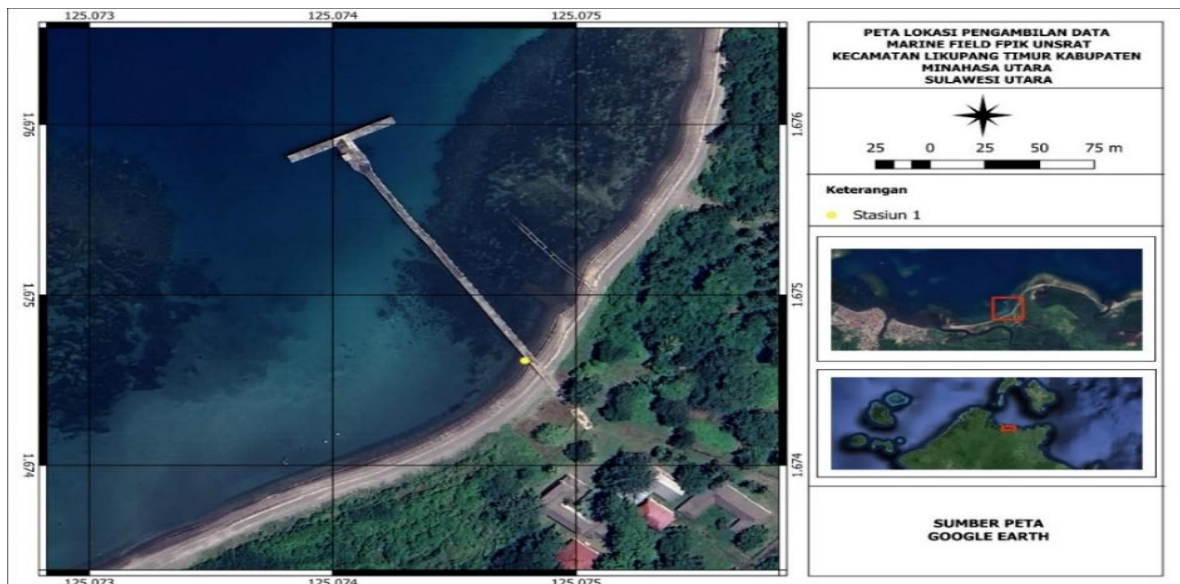 125.073 125.074 125.075
1.676
1.676
1.675
1.675
1.674
1.674
125.073 125.074 125.075
PETA LOKASI PENGAMBILAN DATA
MARINE FIELD FPIK UNSRAT
KECAMATAN LIKUPANG TIMUR KABUPATEN
MINAHASA UTARA
SULAWESI UTARA
25 0 25 50 75 m
Keterangan
Stasiun 1
SUMBER PETA
GOOGLE EARTH